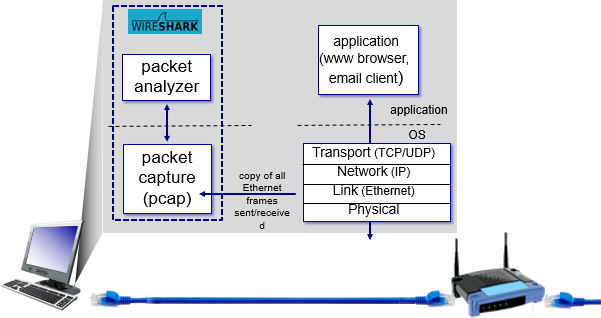 WIRESHARK
packet
analyzer
application
(www browser,
email client)
application
OS
packet
capture
(pcap)
copy of all
Ethernet
frames
sent/receive
d
Transport (TCP/UDP)
Network (IP)
Link (Ethernet)
Physical